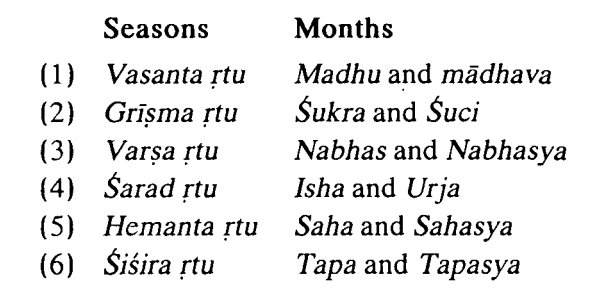 Seasons Months
(1) Vasanta ṛtu Madhu and mādhava
(2) Grīṣma ṛtu Śukra and Śuci
(3) Varṣa ṛtu Nabhas and Nabhasya
(4) Śarad ṛtu Isha and Urja
(5) Hemanta ṛtu Saha and Sahasya
(6) Śiśira ṛtu Tapa and Tapasya